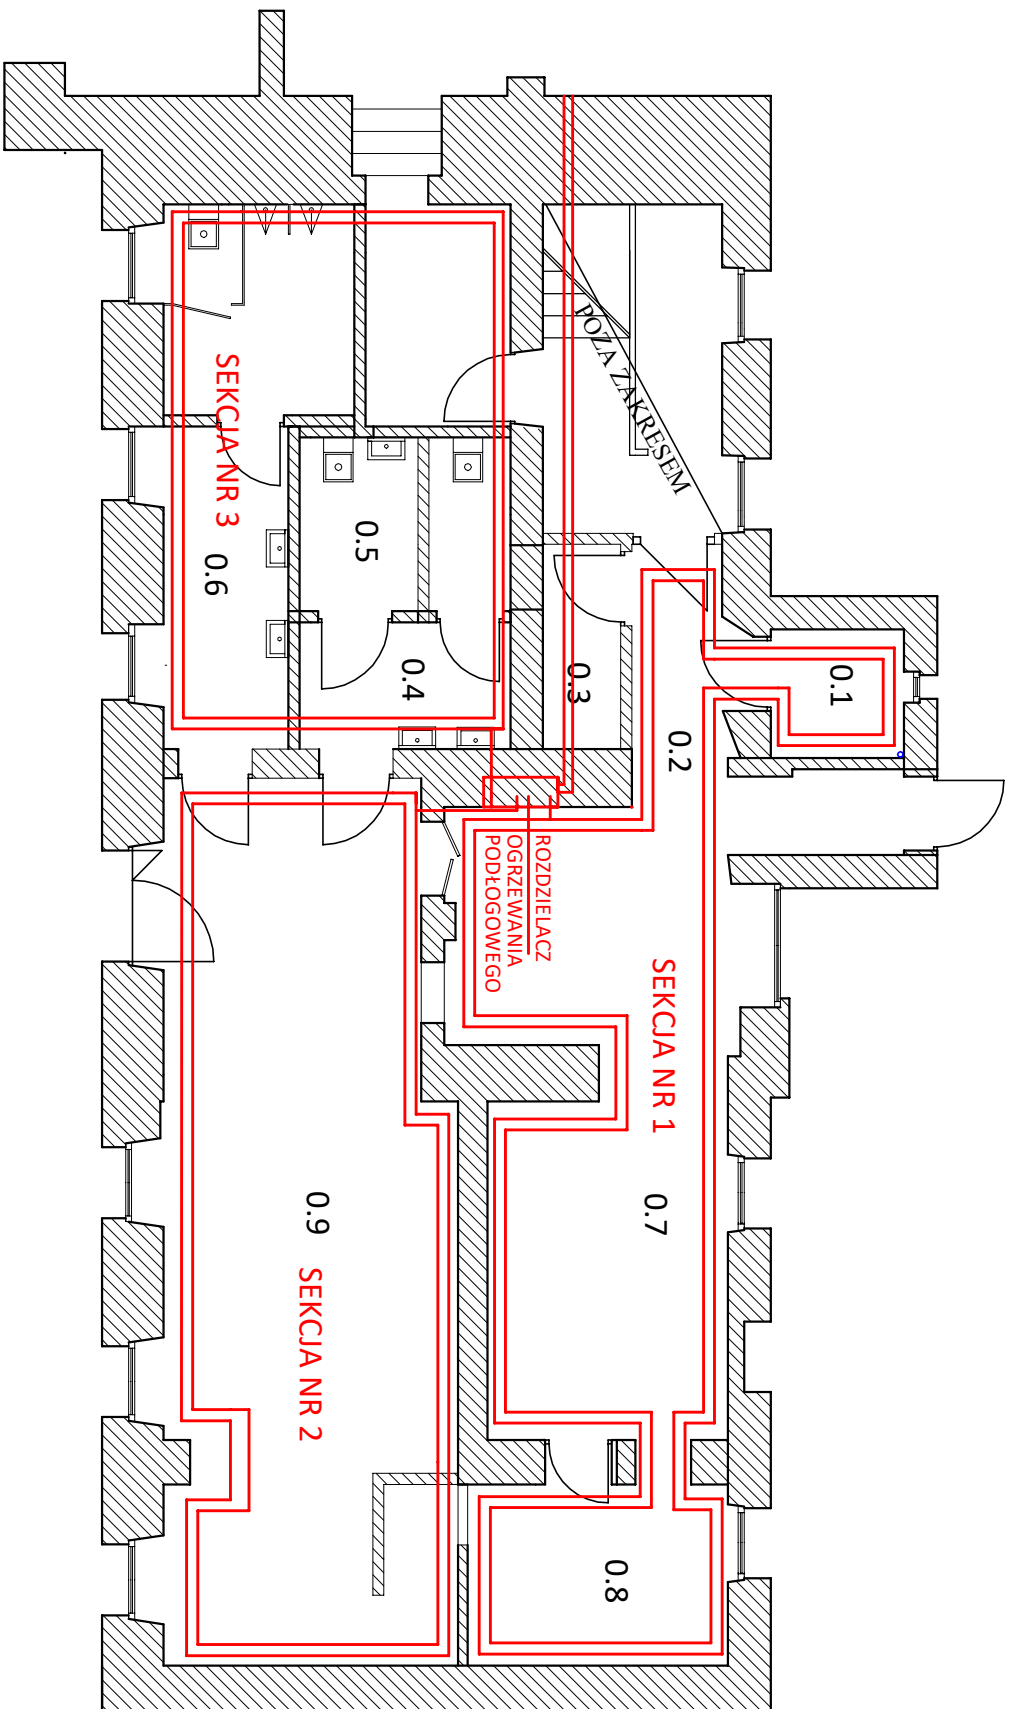 POZA ZAKRESEM
0.1
0.2
0.3
SEKCJA NR 3
0.5
0.6
0.4
ROZDZIELACZ
OGRZEWANIA
PODŁOGOWEGO
SEKCJA NR 1
0.7
0.9
SEKCJA NR 2
0.8